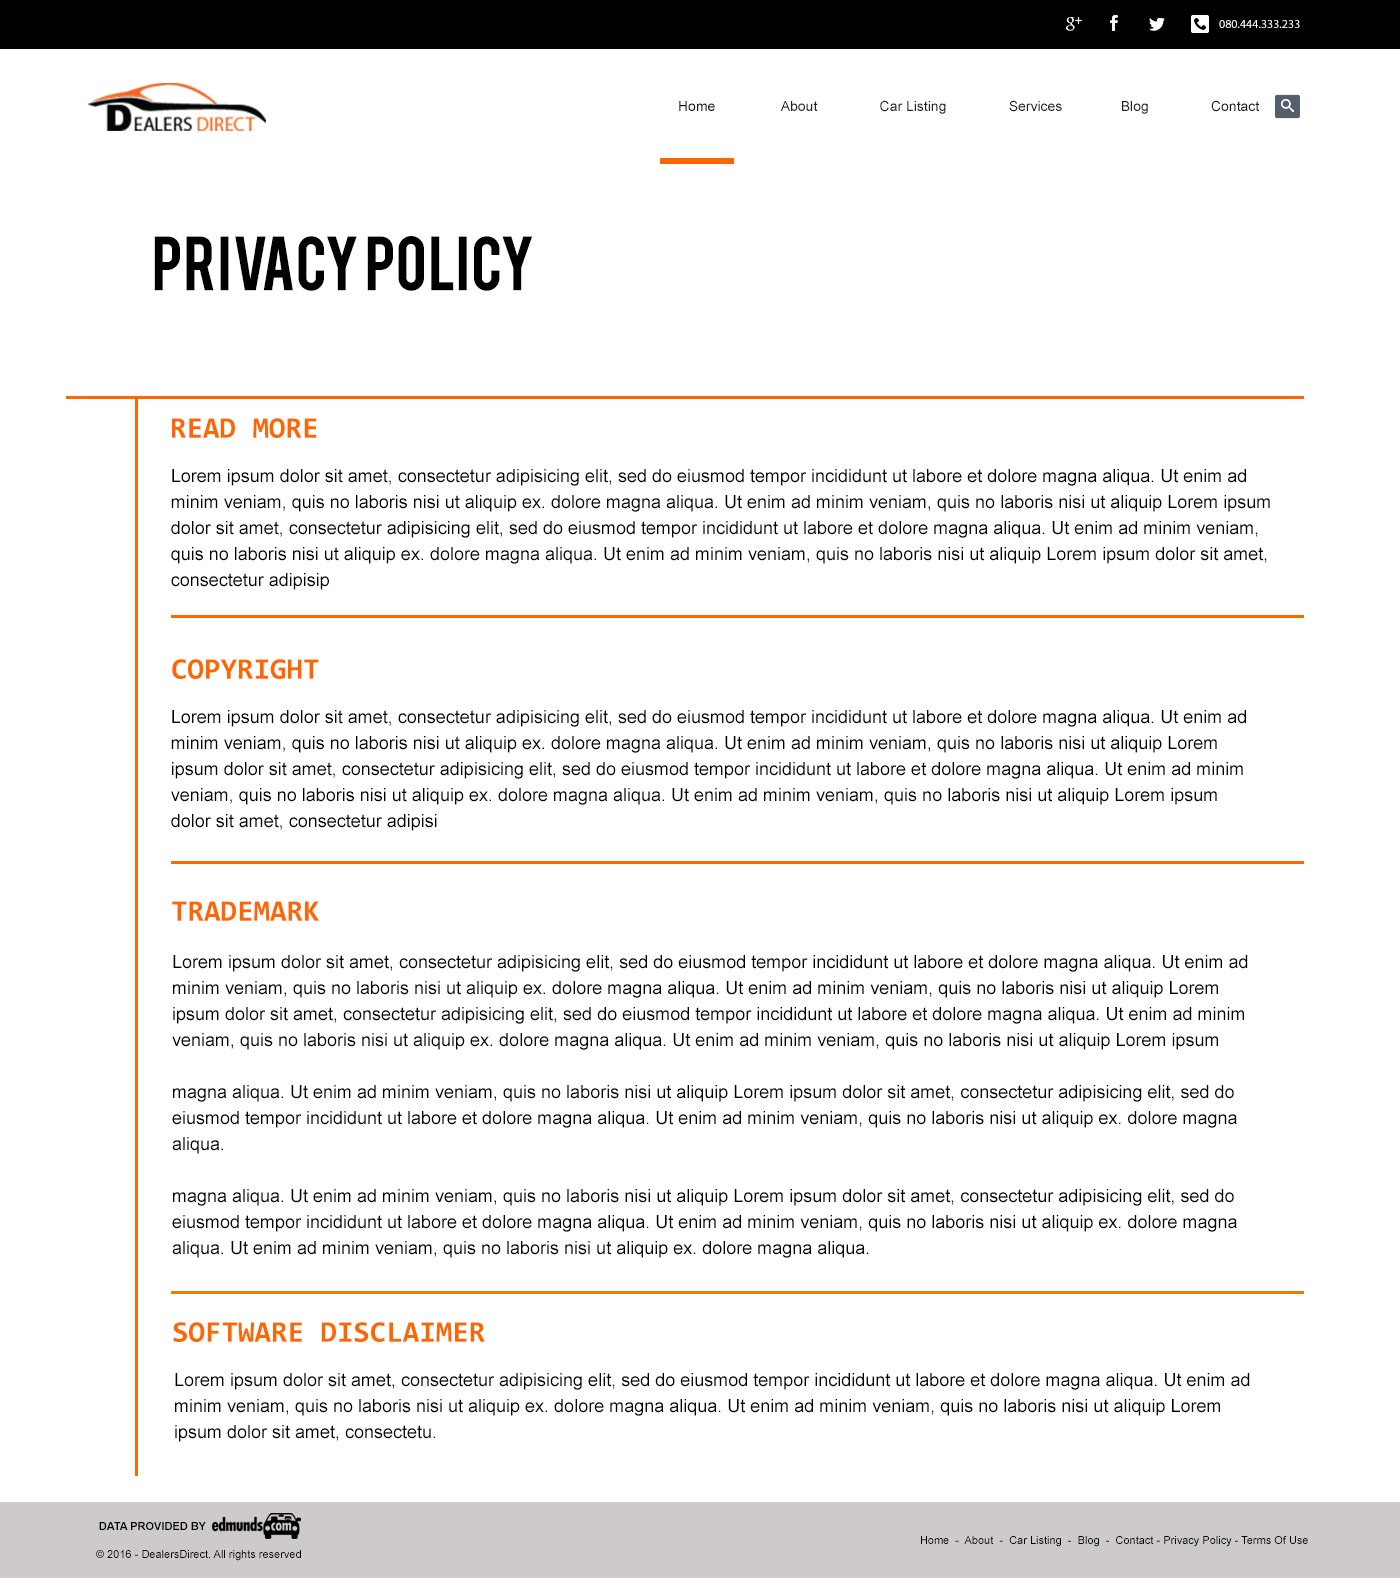 080.444.333.233
DEALERS DIRECT
Home About Car Listing Services Blog Contact
PRIVACY POLICY
READ MORE
Lorem ipsum dolor sit amet, consectetur adipisicing elit, sed do eiusmod tempor incididunt ut labore et dolore magna aliqua. Ut enim ad
minim veniam, quis no laboris nisi ut aliquip ex. dolore magna aliqua. Ut enim ad minim veniam, quis no laboris nisi ut aliquip Lorem ipsum
dolor sit amet, consectetur adipisicing elit, sed do eiusmod tempor incididunt ut labore et dolore magna aliqua. Ut enim ad minim veniam,
quis no laboris nisi ut aliquip ex. dolore magna aliqua. Ut enim ad minim veniam, quis no laboris nisi ut aliquip Lorem ipsum dolor sit amet,
consectetur adipisip
COPYRIGHT
Lorem ipsum dolor sit amet, consectetur adipisicing elit, sed do eiusmod tempor incididunt ut labore et dolore magna aliqua. Ut enim ad
minim veniam, quis no laboris nisi ut aliquip ex. dolore magna aliqua. Ut enim ad minim veniam, quis no laboris nisi ut aliquip Lorem
ipsum dolor sit amet, consectetur adipisicing elit, sed do eiusmod tempor incididunt ut labore et dolore magna aliqua. Ut enim ad minim
veniam, quis no laboris nisi ut aliquip ex. dolore magna aliqua. Ut enim ad minim veniam, quis no laboris nisi ut aliquip Lorem ipsum
dolor sit amet, consectetur adipisi
TRADEMARK
Lorem ipsum dolor sit amet, consectetur adipisicing elit, sed do eiusmod tempor incididunt ut labore et dolore magna aliqua. Ut enim ad
minim veniam, quis no laboris nisi ut aliquip ex. dolore magna aliqua. Ut enim ad minim veniam, quis no laboris nisi ut aliquip Lorem
ipsum dolor sit amet, consectetur adipisicing elit, sed do eiusmod tempor incididunt ut labore et dolore magna aliqua. Ut enim ad minim
veniam, quis no laboris nisi ut aliquip ex. dolore magna aliqua. Ut enim ad minim veniam, quis no laboris nisi ut aliquip Lorem ipsum
magna aliqua. Ut enim ad minim veniam, quis no laboris nisi ut aliquip Lorem ipsum dolor sit amet, consectetur adipisicing elit, sed do
eiusmod tempor incididunt ut labore et dolore magna aliqua. Ut enim ad minim veniam, quis no laboris nisi ut aliquip ex. dolore magna
aliqua.
magna aliqua. Ut enim ad minim veniam, quis no laboris nisi ut aliquip Lorem ipsum dolor sit amet, consectetur adipisicing elit, sed do
eiusmod tempor incididunt ut labore et dolore magna aliqua. Ut enim ad minim veniam, quis no laboris nisi ut aliquip ex. dolore magna
aliqua. Ut enim ad minim veniam, quis no laboris nisi ut aliquip ex. dolore magna aliqua.
SOFTWARE DISCLAIMER
Lorem ipsum dolor sit amet, consectetur adipisicing elit, sed do eiusmod tempor incididunt ut labore et dolore magna aliqua. Ut enim ad
minim veniam, quis no laboris nisi ut aliquip ex. dolore magna aliqua. Ut enim ad minim veniam, quis no laboris nisi ut aliquip Lorem
ipsum dolor sit amet, consectetu.
DATA PROVIDED BY edmunds.com
© 2016 - DealersDirect. All rights reserved
Home - About - Car Listing - Blog - Contact - Privacy Policy - Terms Of Use